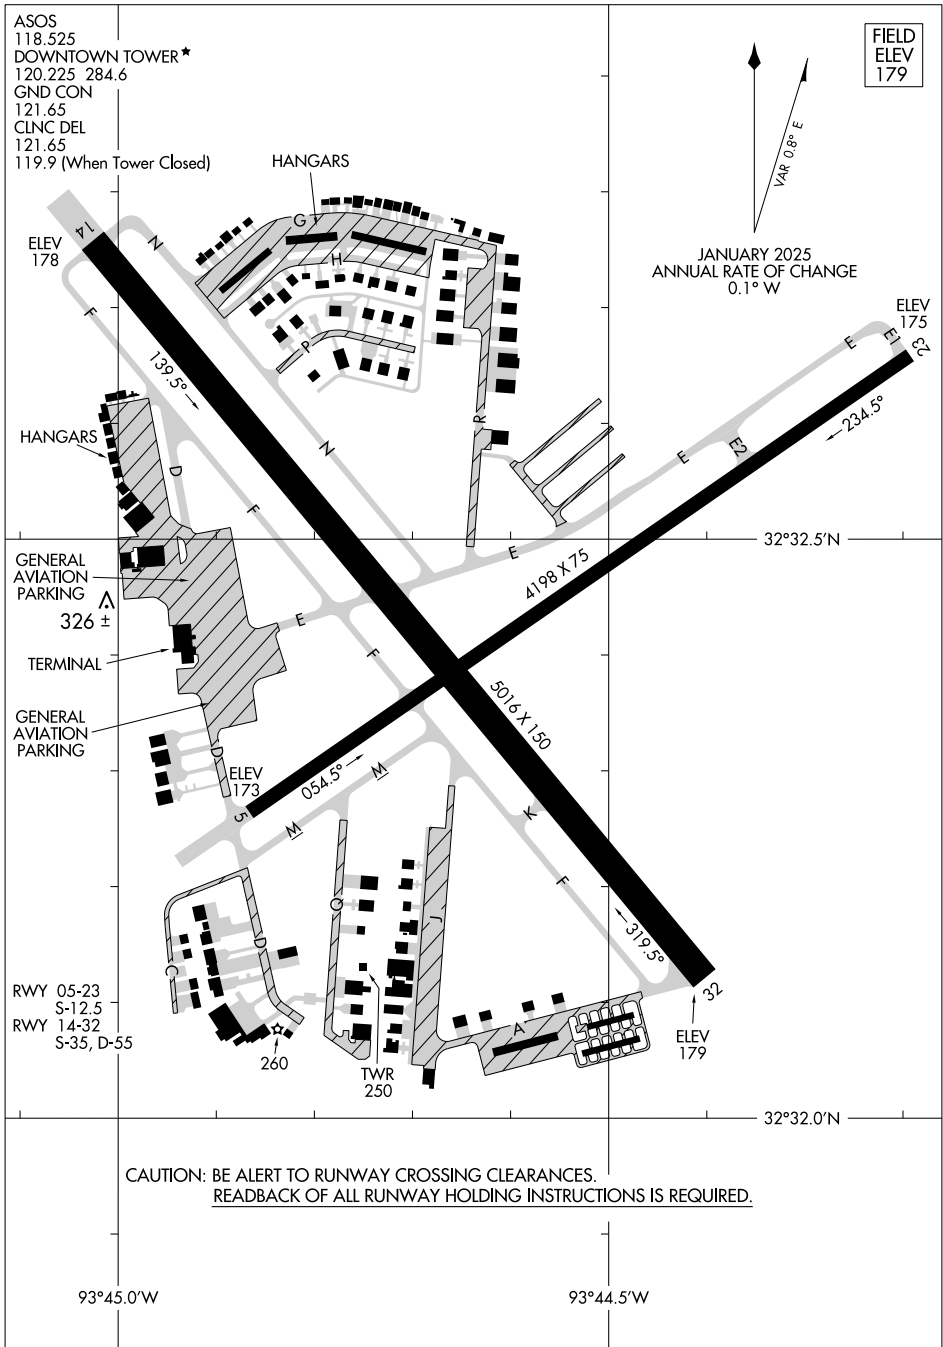 ASOS
118.525
DOWNTOWN TOWER★
120.225 284.6
GND CON
121.65
CLNC DEL
121.65
119.9 (When Tower Closed)
FIELD
ELEV
179
VAR 0.8° E
JANUARY 2025
ANNUAL RATE OF CHANGE
0.1° W
HANGARS
G
H
P
R
14
ELEV
178
N
F
139.5°
N
ELEV
175
E1
23
E
234.5°
E2
E
HANGARS
D
F
E
32°32.5'N
4198 X 75
GENERAL
AVIATION
PARKING
326 ±
E
F
TERMINAL
5016 X 150
GENERAL
AVIATION
PARKING
D
ELEV
173
054.5°
M
5
M
K
F
Q
J
D
C
319.5°
32
ELEV
179
A
RWY 05-23
S-12.5
RWY 14-32
S-35, D-55
260
TWR
250
32°32.0'N
CAUTION: BE ALERT TO RUNWAY CROSSING CLEARANCES.
READBACK OF ALL RUNWAY HOLDING INSTRUCTIONS IS REQUIRED.
93°45.0'W
93°44.5'W